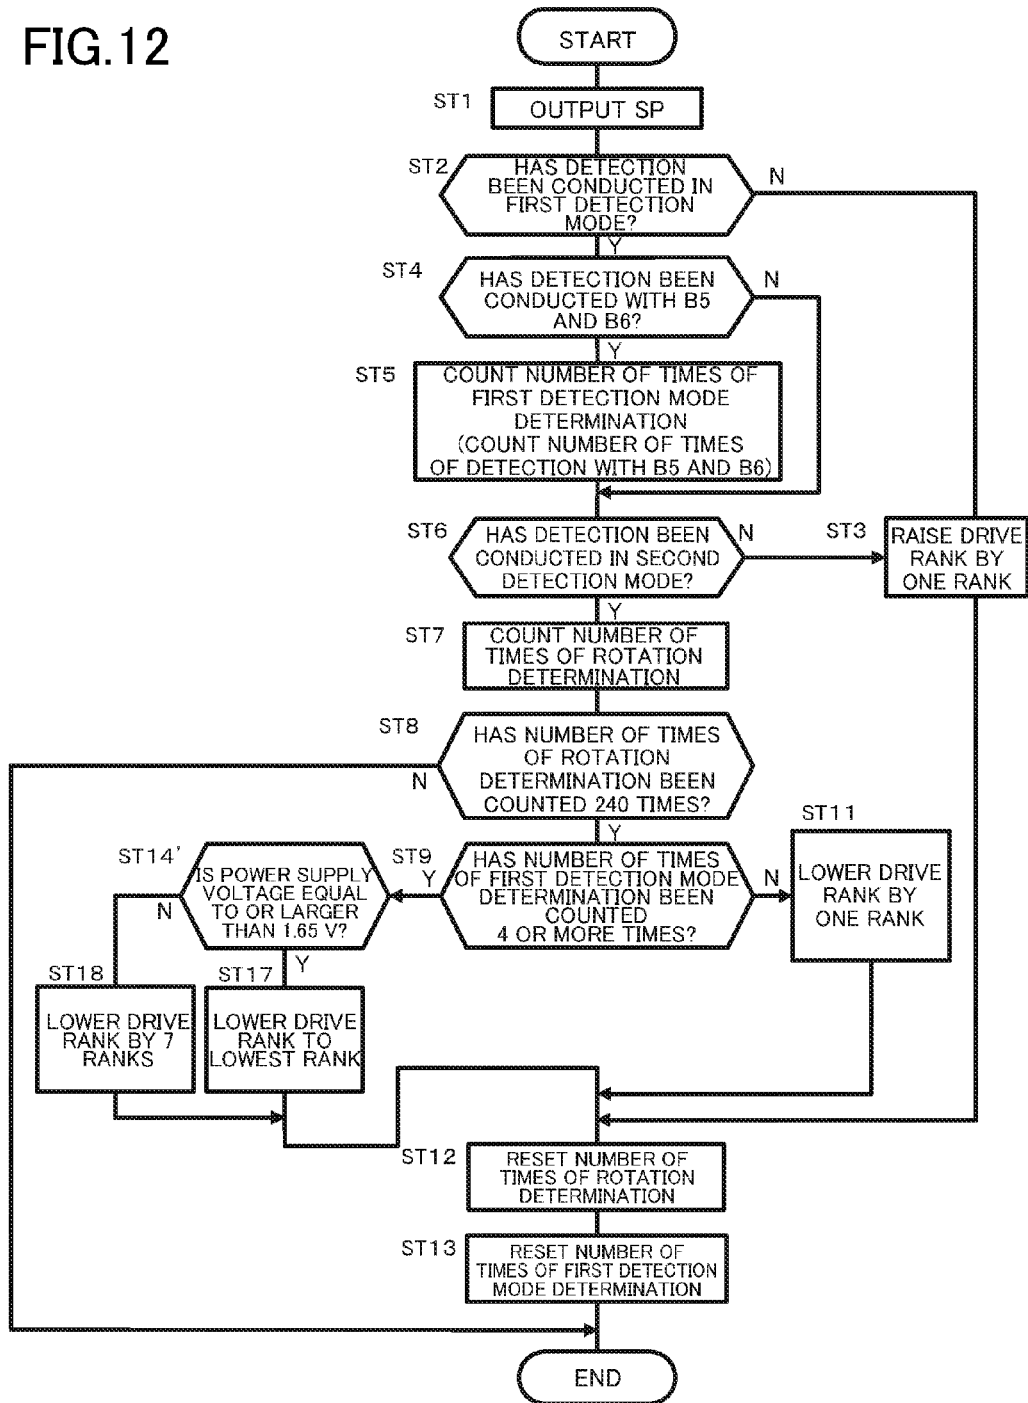 FIG.12
START
ST1
OUTPUT SP
ST2
HAS DETECTION
BEEN CONDUCTED IN
FIRST DETECTION
MODE?
N
Y
ST4
HAS DETECTION BEEN
CONDUCTED WITH B5
AND B6?
N
Y
ST5
COUNT NUMBER OF TIMES OF
FIRST DETECTION MODE
DETERMINATION
(COUNT NUMBER OF TIMES
OF DETECTION WITH B5 AND B6)
ST6
HAS DETECTION BEEN
CONDUCTED IN SECOND
DETECTION MODE?
N
Y
ST3
RAISE DRIVE
RANK BY
ONE RANK
ST7
COUNT NUMBER OF
TIMES OF ROTATION
DETERMINATION
ST8
HAS NUMBER OF TIMES
OF ROTATION
DETERMINATION BEEN
COUNTED 240 TIMES?
N
Y
ST9
HAS NUMBER OF TIMES
OF FIRST DETECTION MODE
DETERMINATION BEEN
COUNTED
4 OR MORE TIMES?
Y
N
ST11
LOWER DRIVE
RANK BY
ONE RANK
ST14'
IS POWER SUPPLY
VOLTAGE EQUAL
TO OR LARGER
THAN 1.65 V?
N
Y
ST18
LOWER DRIVE
RANK BY 7
RANKS
ST17
LOWER DRIVE
RANK TO
LOWEST RANK
ST12
RESET NUMBER OF
TIMES OF ROTATION
DETERMINATION
ST13
RESET NUMBER OF
TIMES OF FIRST DETECTION
MODE DETERMINATION
END